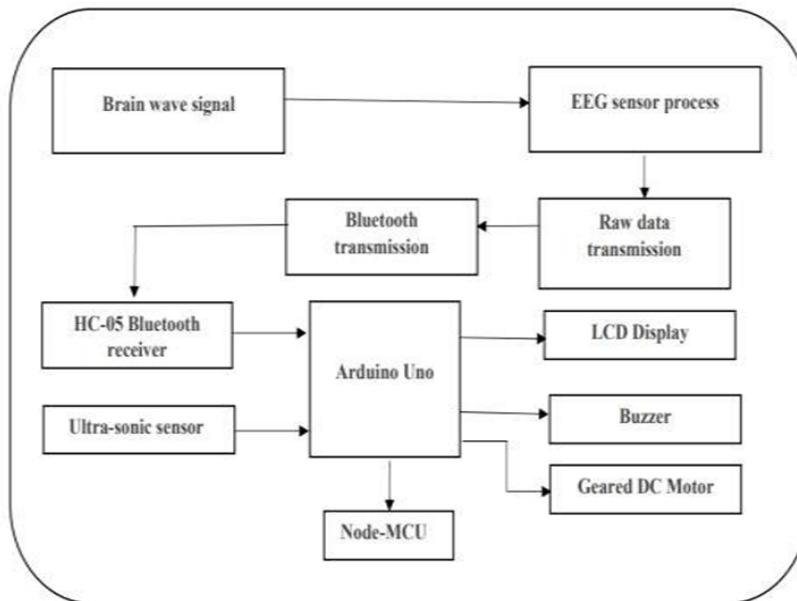 Brain wave signal
EEG sensor process
Bluetooth
transmission
Raw data
transmission
HC-05 Bluetooth
receiver
Arduino Uno
LCD Display
Ultra-sonic sensor
Buzzer
Geared DC Motor
Node-MCU